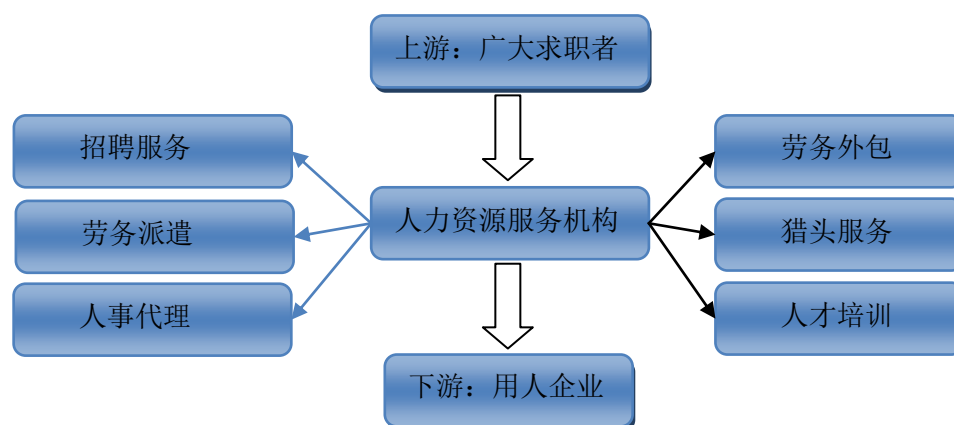 上游：广大求职者
招聘服务
劳务外包
人力资源服务机构
劳务派遣
猎头服务
人事代理
人才培训
下游：用人企业